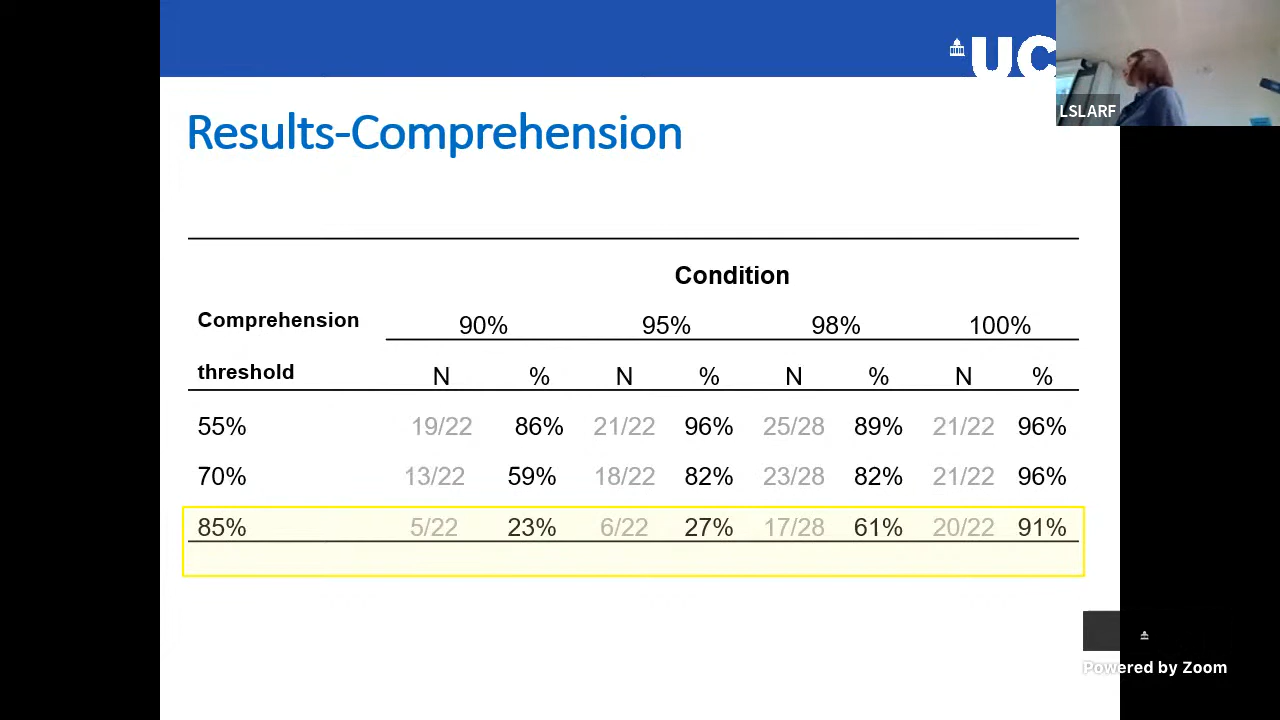 UC
LSLARF
Results-Comprehension
Condition
Comprehension
90% 95% 98% 100%
threshold
N % N % N % N %
55% 19/22 86% 21/22 96% 25/28 89% 21/22 96%
70% 13/22 59% 18/22 82% 23/28 82% 21/22 96%
85% 5/22 23% 6/22 27% 17/28 61% 20/22 91%
Powered by Zoom